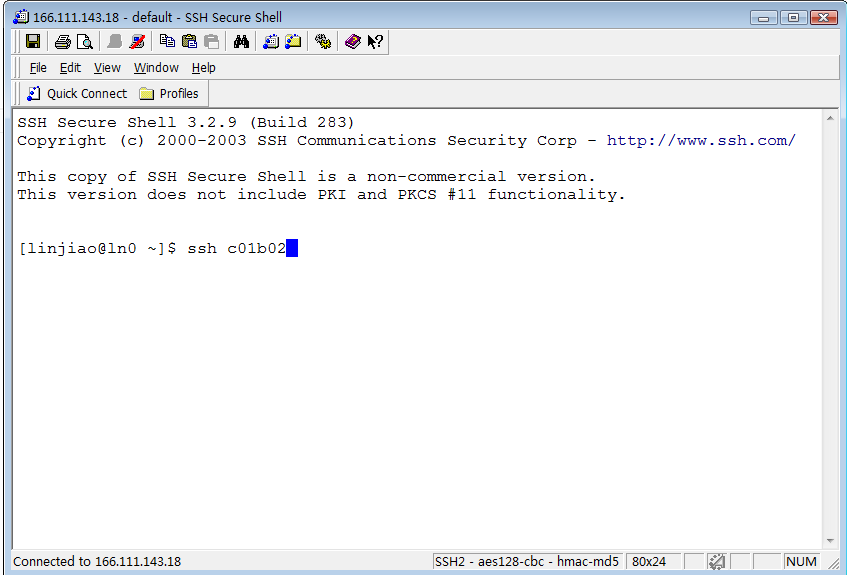 166.111.143.18 - default - SSH Secure Shell
File Edit View Window Help
Quick Connect Profiles
SSH Secure Shell 3.2.9 (Build 283)
Copyright (c) 2000-2003 SSH Communications Security Corp - http://www.ssh.com/
This copy of SSH Secure Shell is a non-commercial version.
This version does not include PKI and PKCS #11 functionality.
[linjiao@ln0 ~]$ ssh c01b02
Connected to 166.111.143.18 SSH2 - aes128-cbc - hmac-md5 80x24 NUM